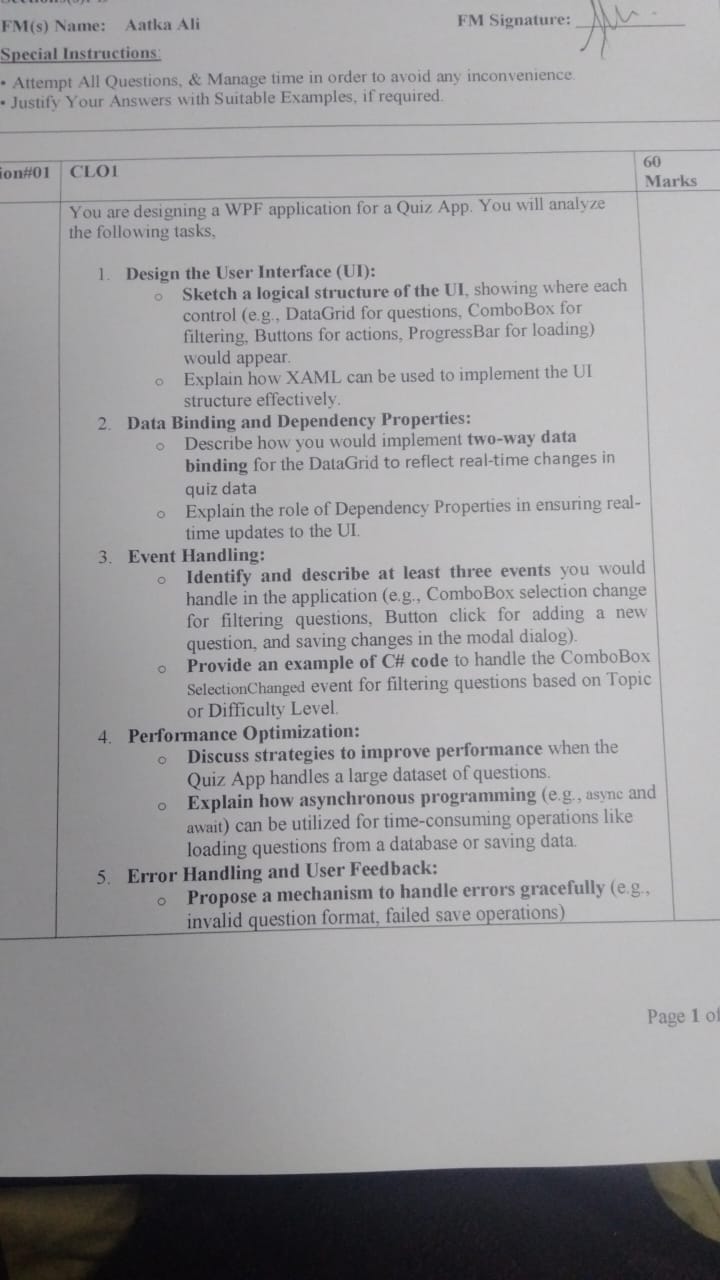 FM(s) Name: Aatka Ali
FM Signature:
Special Instructions:
• Attempt All Questions, & Manage time in order to avoid any inconvenience.
• Justify Your Answers with Suitable Examples, if required.
ion#01 CLO1 60 Marks
You are designing a WPF application for a Quiz App. You will analyze
the following tasks,
1. Design the User Interface (UI):
o Sketch a logical structure of the UI, showing where each
control (e.g., DataGrid for questions, ComboBox for
filtering, Buttons for actions, ProgressBar for loading)
would appear.
o Explain how XAML can be used to implement the UI
structure effectively.
2. Data Binding and Dependency Properties:
o Describe how you would implement two-way data
binding for the DataGrid to reflect real-time changes in
quiz data
o Explain the role of Dependency Properties in ensuring real-
time updates to the UI.
3. Event Handling:
o Identify and describe at least three events you would
handle in the application (e.g., ComboBox selection change
for filtering questions, Button click for adding a new
question, and saving changes in the modal dialog).
o Provide an example of C# code to handle the ComboBox
SelectionChanged event for filtering questions based on Topic
or Difficulty Level.
4. Performance Optimization:
o Discuss strategies to improve performance when the
Quiz App handles a large dataset of questions.
o Explain how asynchronous programming (e.g., async and
await) can be utilized for time-consuming operations like
loading questions from a database or saving data.
5. Error Handling and User Feedback:
o Propose a mechanism to handle errors gracefully (e.g.,
invalid question format, failed save operations)
Page 1 of